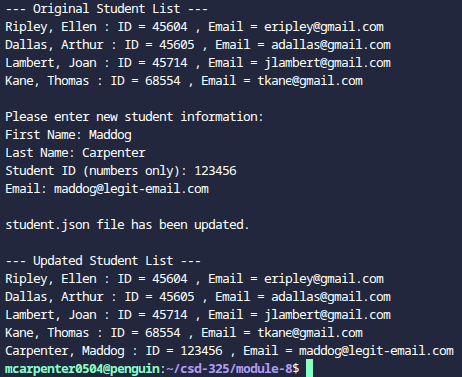 --- Original Student List ---
Ripley, Ellen : ID = 45604 , Email = eripley@gmail.com
Dallas, Arthur : ID = 45605 , Email = adallas@gmail.com
Lambert, Joan : ID = 45714 , Email = jlambert@gmail.com
Kane, Thomas : ID = 68554 , Email = tkane@gmail.com
Please enter new student information:
First Name: Maddog
Last Name: Carpenter
Student ID (numbers only): 123456
Email: maddog@legit-email.com
student.json file has been updated.
--- Updated Student List ---
Ripley, Ellen : ID = 45604 , Email = eripley@gmail.com
Dallas, Arthur : ID = 45605 , Email = adallas@gmail.com
Lambert, Joan : ID = 45714 , Email = jlambert@gmail.com
Kane, Thomas : ID = 68554 , Email = tkane@gmail.com
Carpenter, Maddog : ID = 123456 , Email = maddog@legit-email.com
mcarpenter0504@penguin:~/csd-325/module-8$